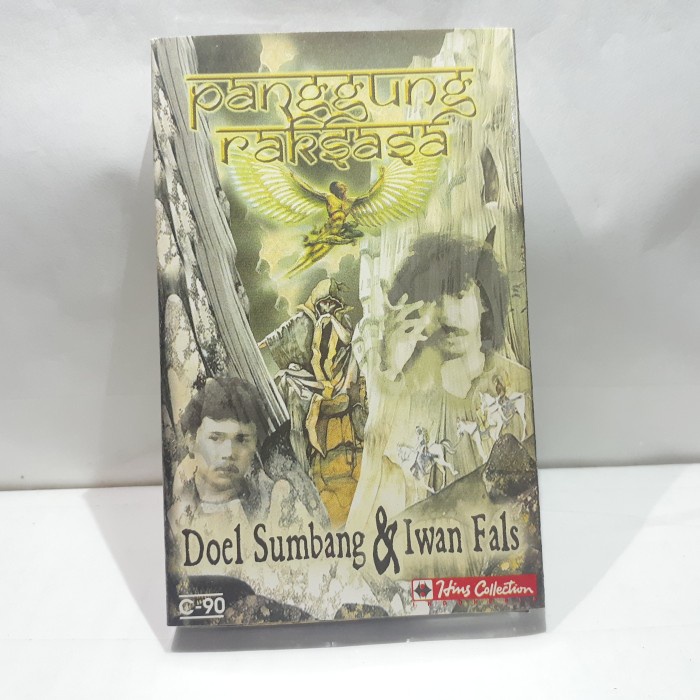 panggung
raksasa
Doel Sumbang & Iwan Fals
C-90
Hins Collection